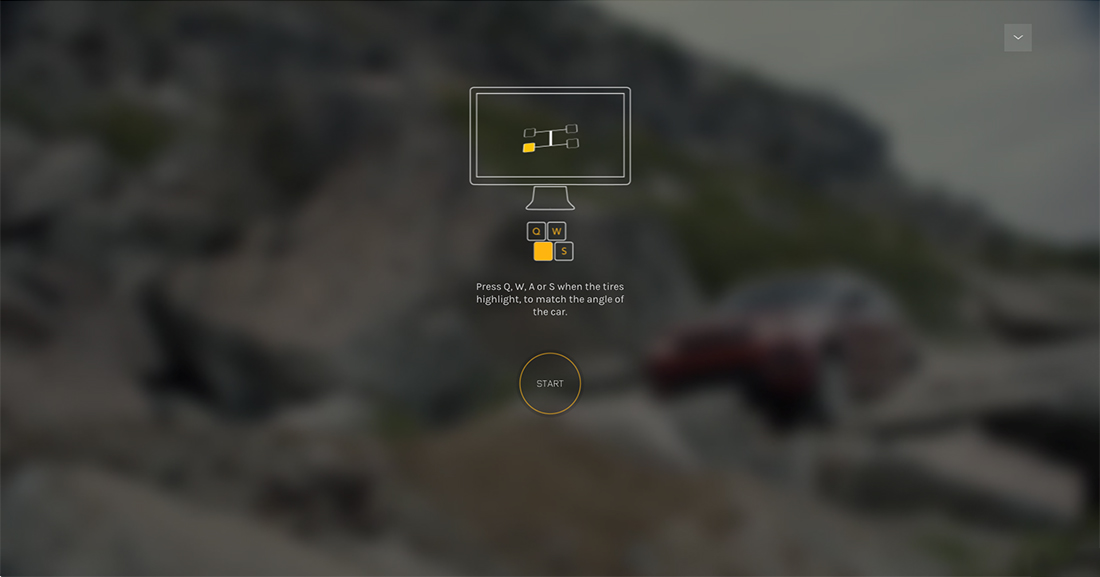 Q W
S
Press Q, W, A or S when the tires
highlight, to match the angle of
the car.
START